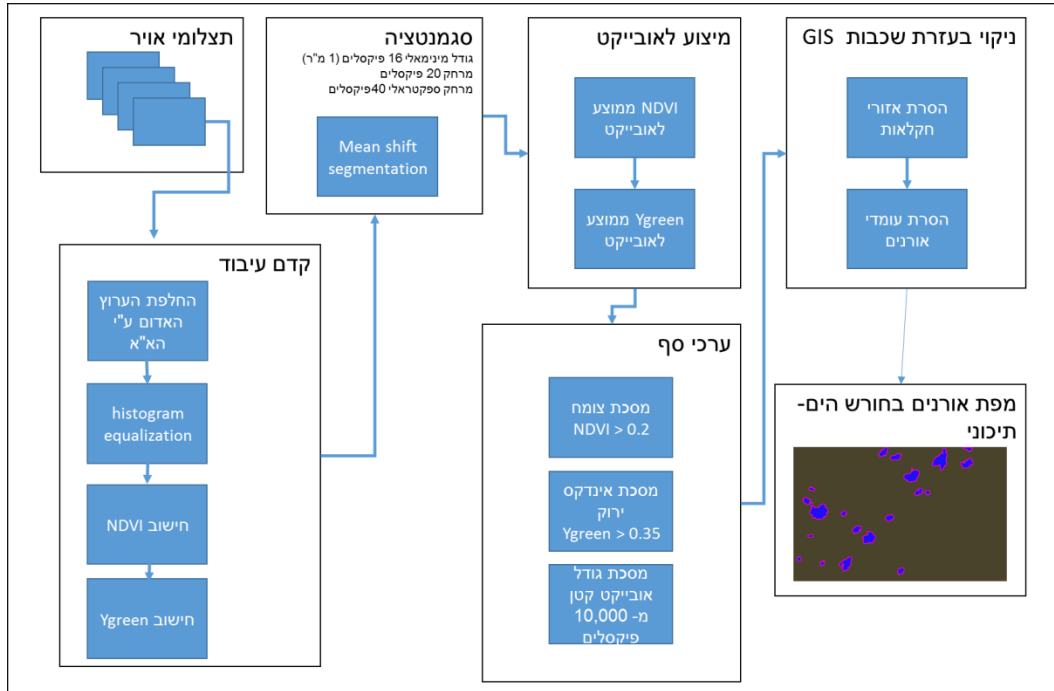 תצלומי אויר
קדם עיבוד
החלפת הערוץ
האדום ע"י
הא"א
histogram
equalization
חישוב NDVI
חישוב Ygreen
סגמנטציה
גודל מינימאלי 16 פיקסלים (1 מ"ר)
מרחק 20 פיקסלים
מרחק ספקטראלי 40פיקסלים
Mean shift
segmentation
מיצוע לאובייקט
NDVI ממוצע
לאובייקט
Ygreen ממוצע
לאובייקט
ערכי סף
מסכת צומח
NDVI > 0.2
מסכת אינדקס
ירוק
Ygreen > 0.35
מסכת גודל
אובייקט קטן
מ- 10,000
פיקסלים
ניקוי בעזרת שכבות GIS
הסרת אזורי
חקלאות
הסרת עומדי
אורנים
מפת אורנים בחורש הים-
תיכוני